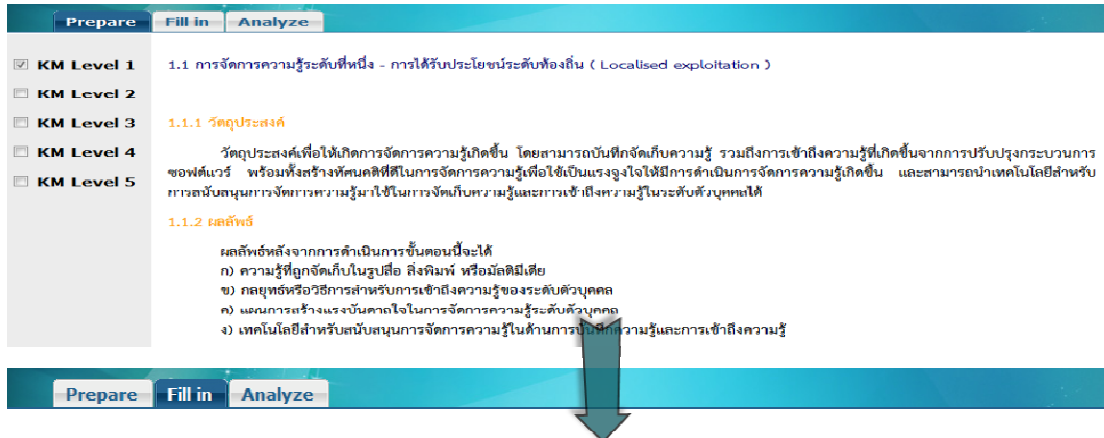 Prepare Fill in Analyze
KM Level 1
KM Level 2
KM Level 3
KM Level 4
KM Level 5
1.1 การจัดการความรู้ระดับที่หนึ่ง - การได้รับประโยชน์ระดับท้องถิ่น ( Localised exploitation )
1.1.1 วัตถุประสงค์
วัตถุประสงค์เพื่อให้เกิดการจัดการความรู้เกิดขึ้น โดยสามารถบันทึกจัดเก็บความรู้ รวมถึงการเข้าถึงความรู้ที่เกิดขึ้นจากการปรับปรุงกระบวนการ
ซอฟต์แวร์ พร้อมทั้งสร้างทัศนคติที่ดีในการจัดการความรู้เพื่อใช้เป็นแรงจูงใจให้มีการดำเนินการจัดการความรู้เกิดขึ้น และสามารถนำเทคโนโลยีสำหรับ
การสนับสนุนการจัดการความรู้มาใช้ในการจัดเก็บความรู้และการเข้าถึงความรู้ในระดับตัวบุคคลได้
1.1.2 ผลลัพธ์
ผลลัพธ์หลังจากการดำเนินการขั้นตอนนี้จะได้
ก) ความรู้ที่ถูกจัดเก็บในรูปสื่อ สิ่งพิมพ์ หรือมัลติมีเดีย
ข) กลยุทธ์หรือวิธีการสำหรับการเข้าถึงความรู้ของระดับตัวบุคคล
ค) แผนการสร้างแรงบันดาลใจในการจัดการความรู้ระดับตัวบุคคล
ง) เทคโนโลยีสำหรับสนับสนุนการจัดการความรู้ในด้านการบันทึกความรู้และการเข้าถึงความรู้
Prepare Fill in Analyze